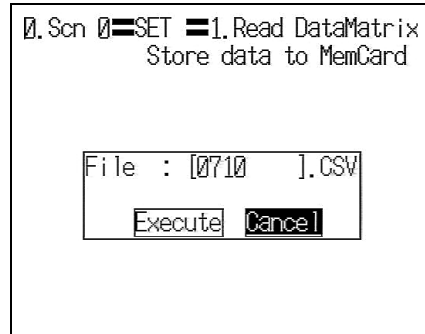 0.Scn 0=SET =1.Read DataMatrix
Store data to MemCard
File : [0710    ].CSV
Execute Cancel